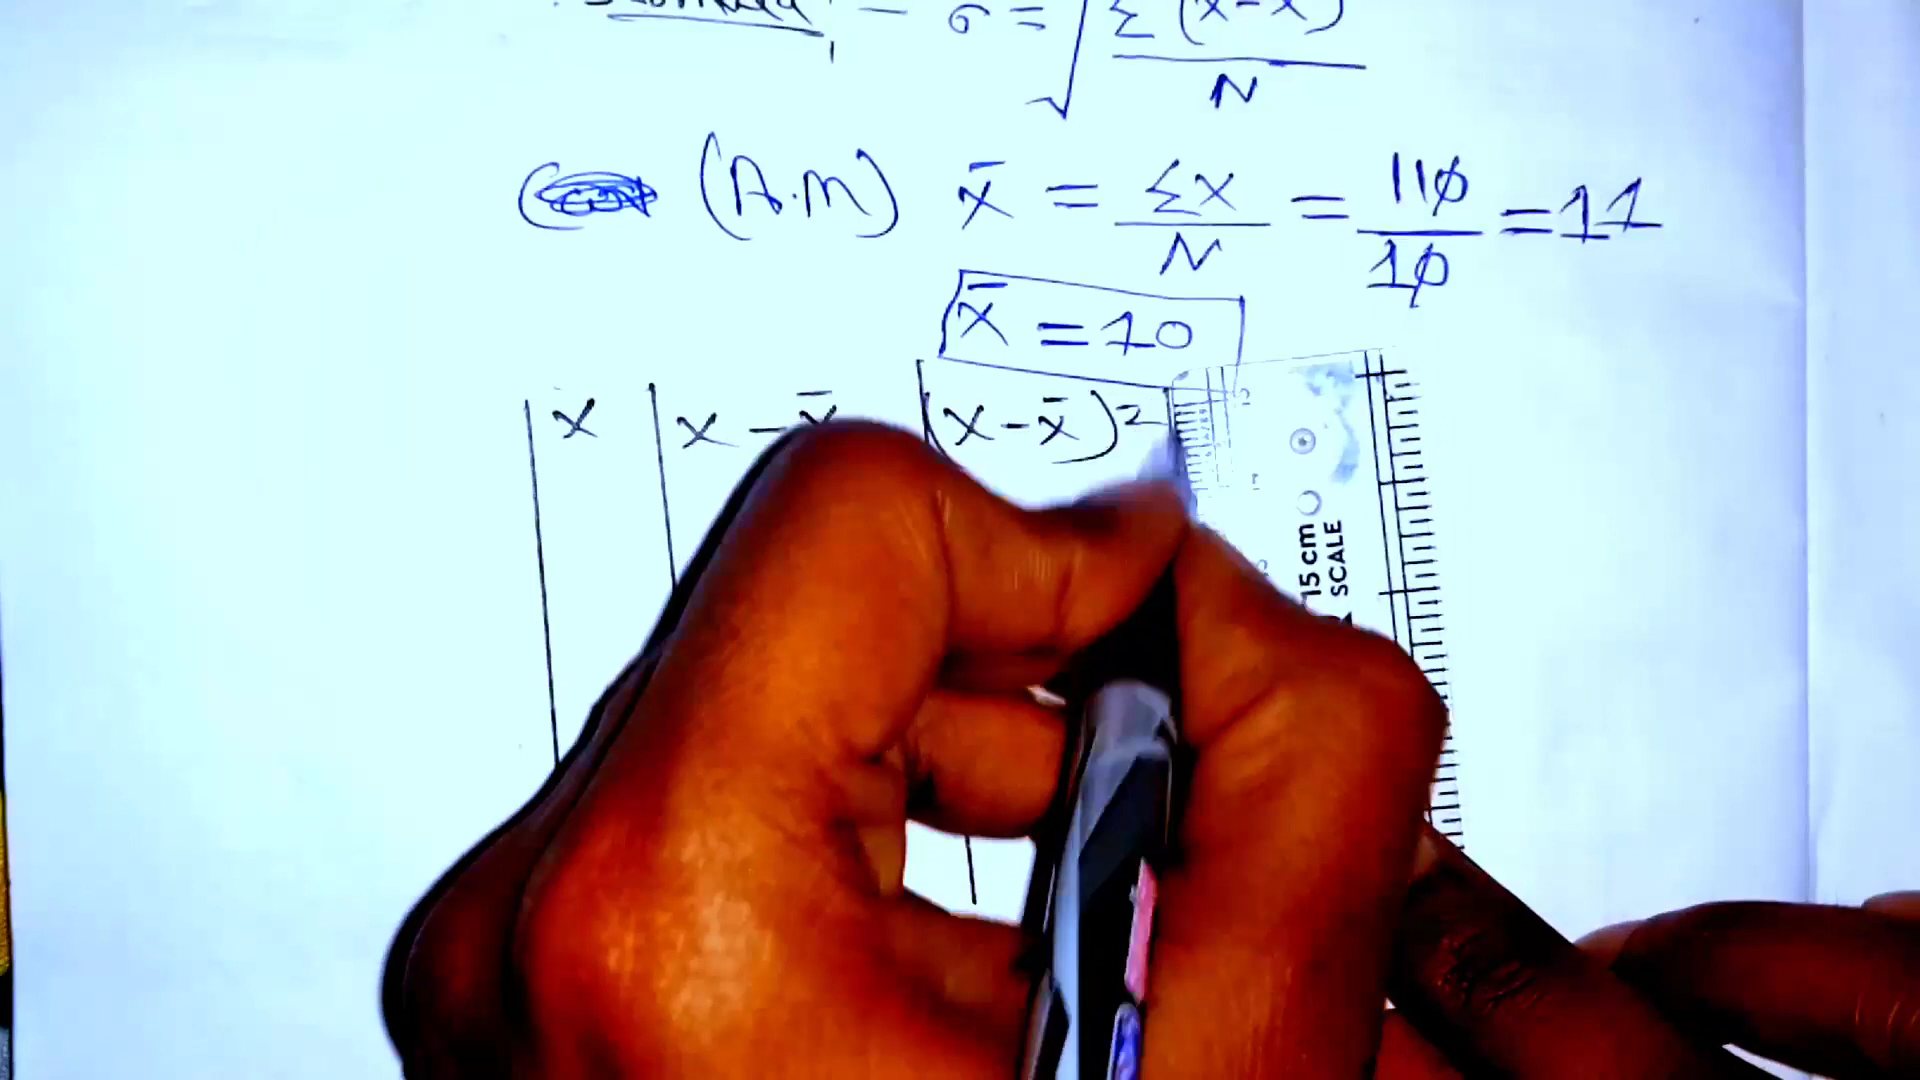 – σ = √ Σ (x-x̄)
N
(A.M) x̄ = Σx / N = 110 / 10 = 11
x̄ = 10
x | x - x̄ | (x-x̄)²
15 cm
SCALE